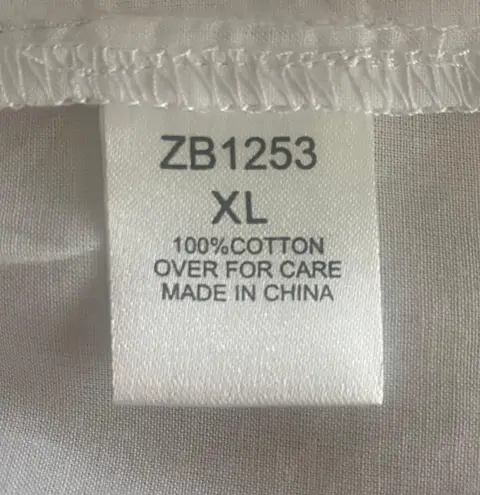 ZB1253
XL
100%COTTON
OVER FOR CARE
MADE IN CHINA